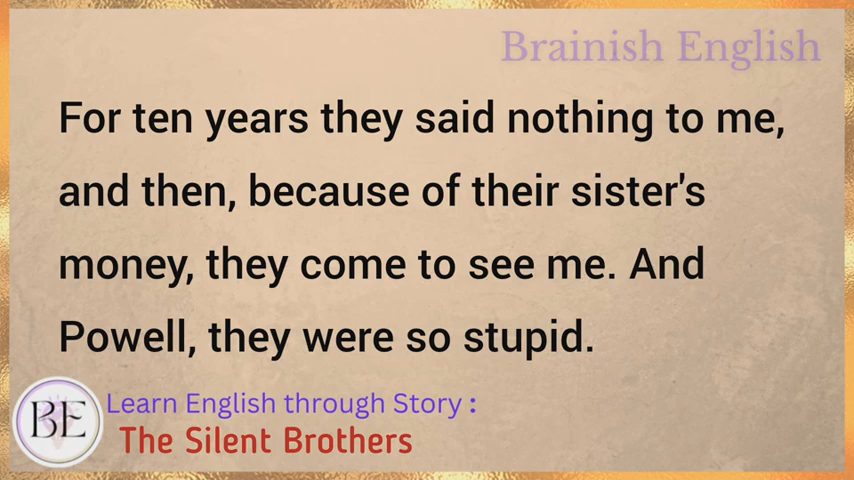 Brainish English
For ten years they said nothing to me,
and then, because of their sister's
money, they come to see me. And
Powell, they were so stupid.
BE
Learn English through Story :
The Silent Brothers